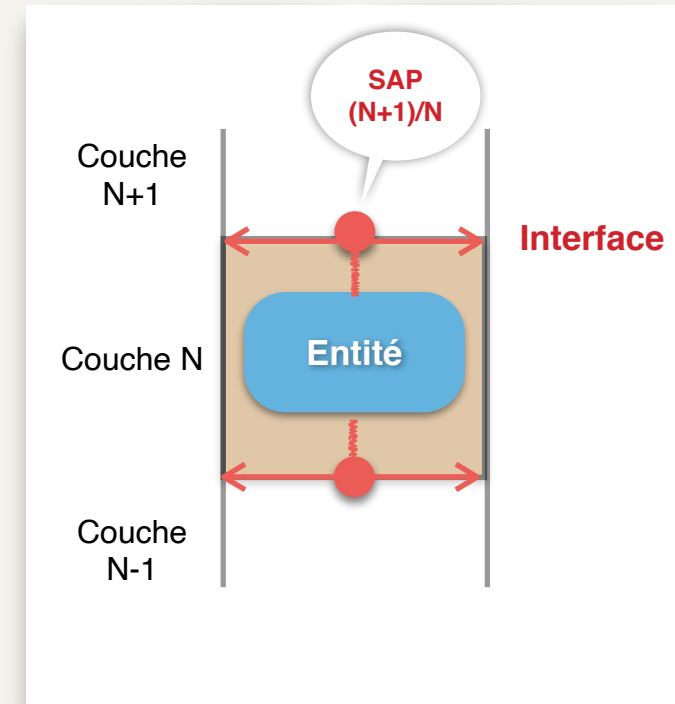 SAP
(N+1)/N
Couche
N+1
Interface
Couche N
Entité
Couche
N-1